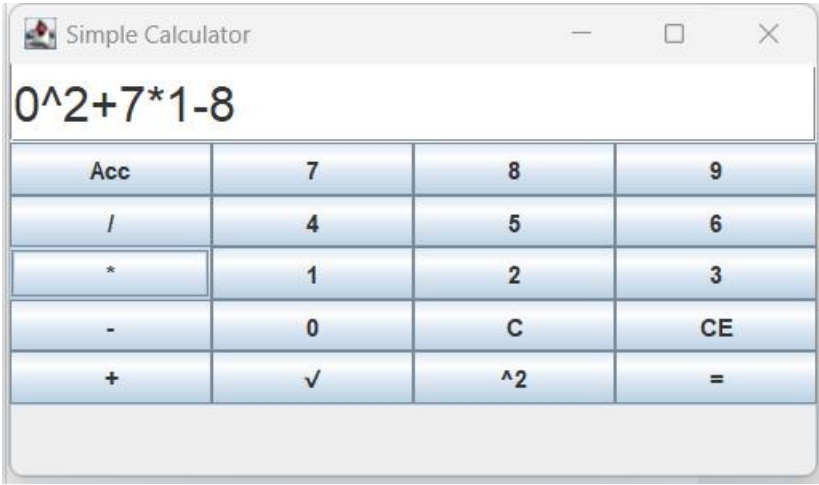 Simple Calculator
0^2+7*1-8
Acc 7 8 9
/ 4 5 6
* 1 2 3
- 0 C CE
+ √ ^2 =